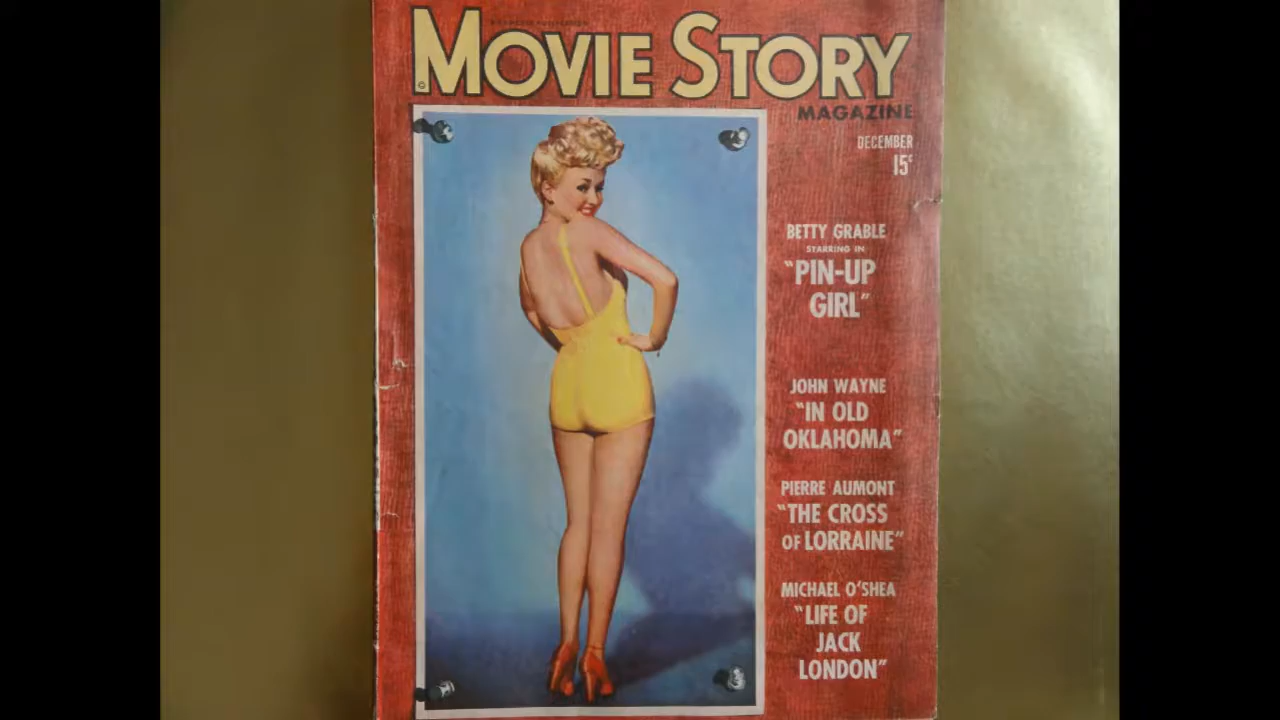 MOVIE STORY
MAGAZINE
DECEMBER
15¢
BETTY GRABLE
STARRING IN
"PIN-UP
GIRL"
JOHN WAYNE
"IN OLD
OKLAHOMA"
PIERRE AUMONT
"THE CROSS
OF LORRAINE"
MICHAEL O'SHEA
"LIFE OF
JACK
LONDON"